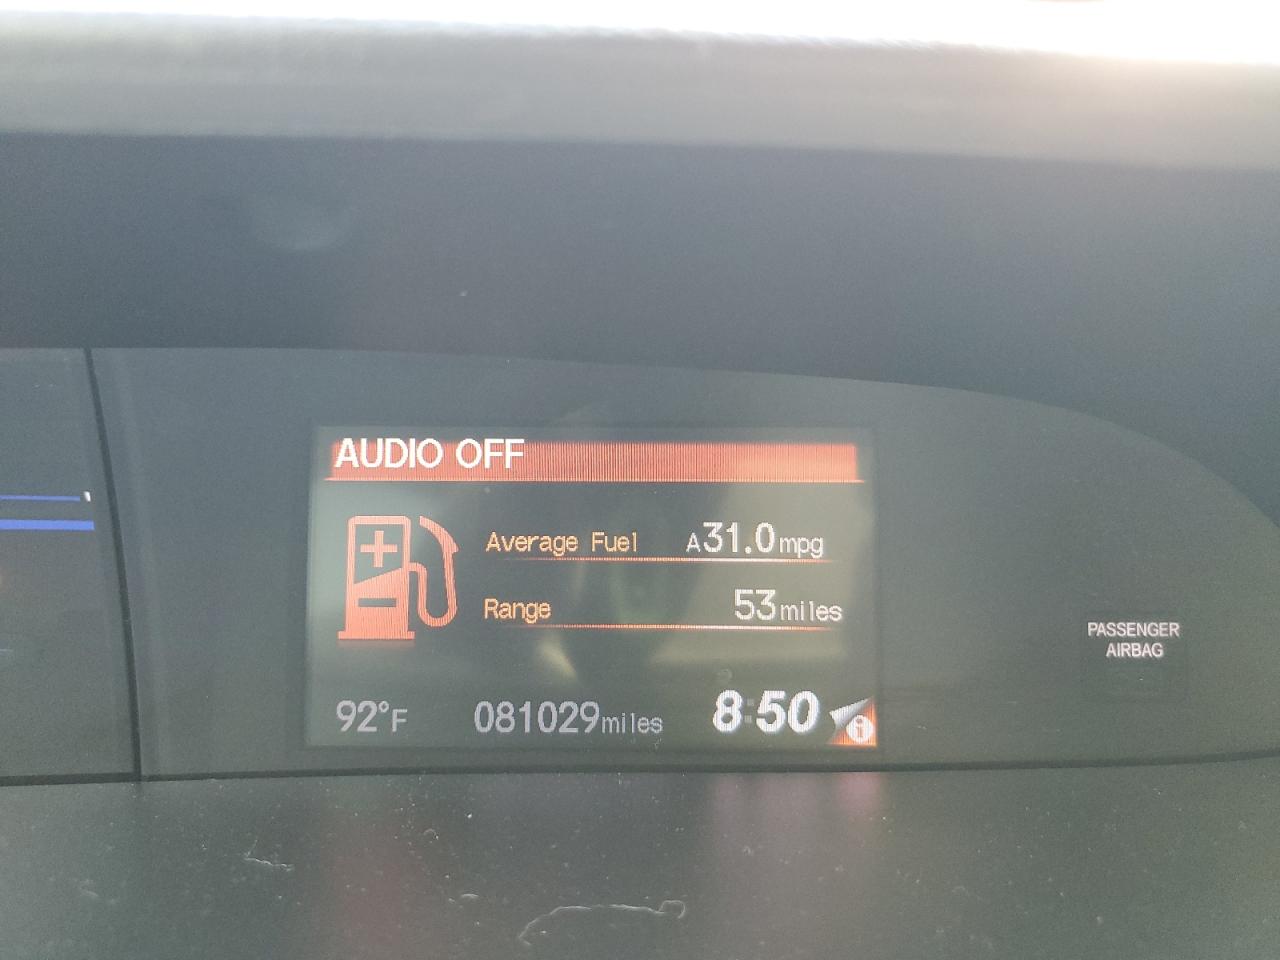 AUDIO OFF
Average Fuel A31.0mpg
Range 53miles
92°F 081029miles 8:50 i
PASSENGER
AIRBAG